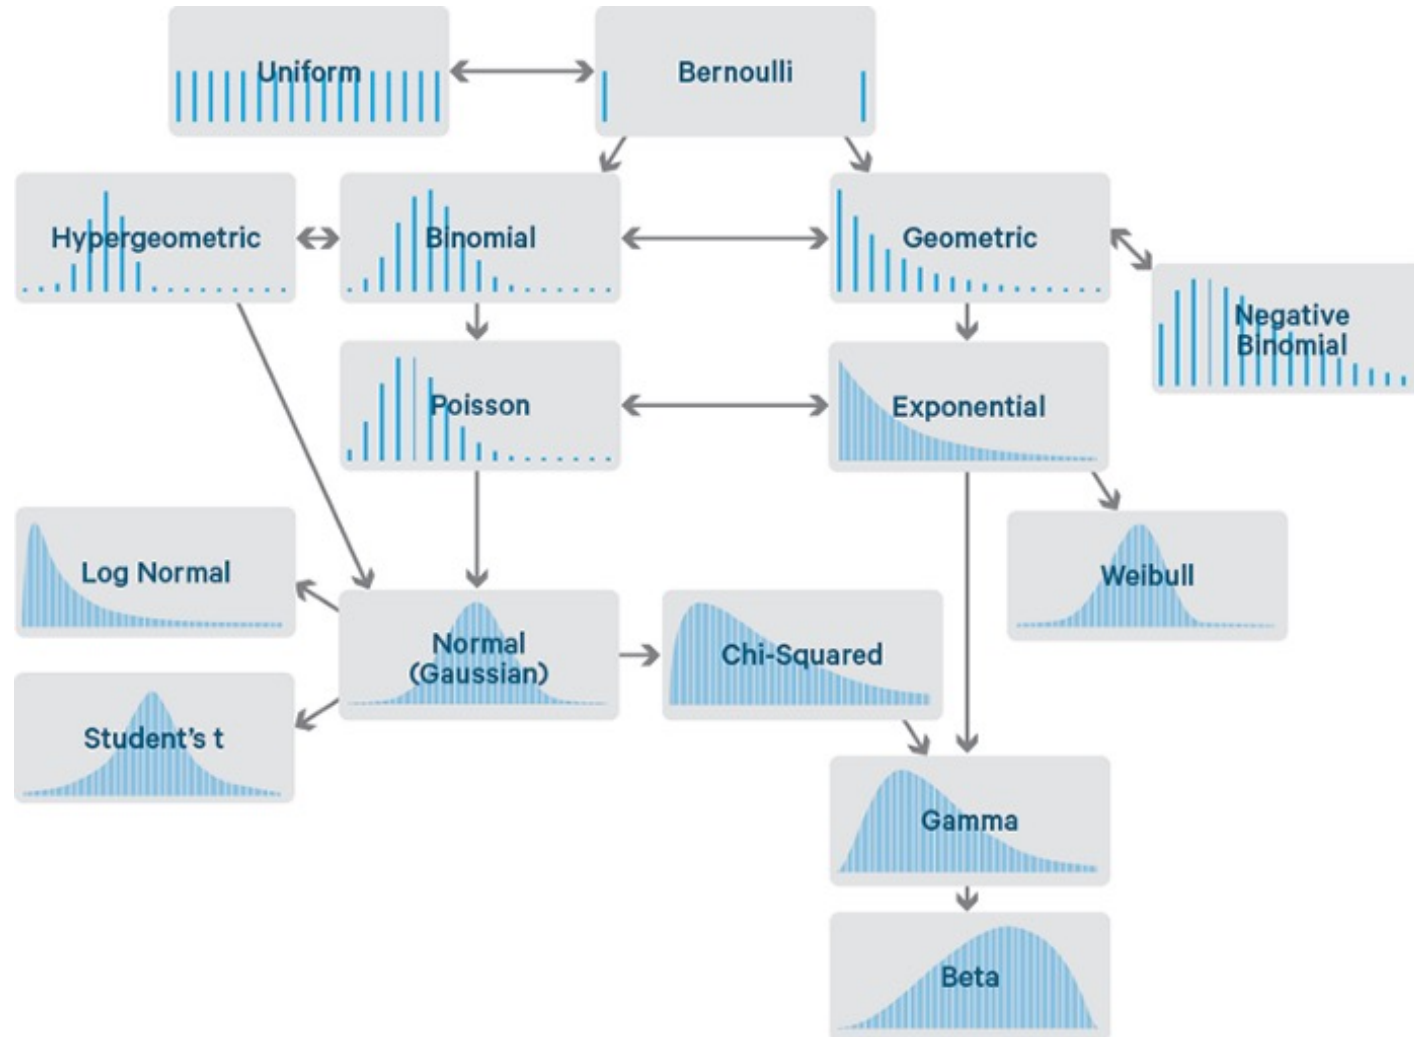 Uniform
Bernoulli
Hypergeometric
Binomial
Geometric
Negative
Binomial
Poisson
Exponential
Log Normal
Weibull
Normal
(Gaussian)
Chi-Squared
Student’s t
Gamma
Beta